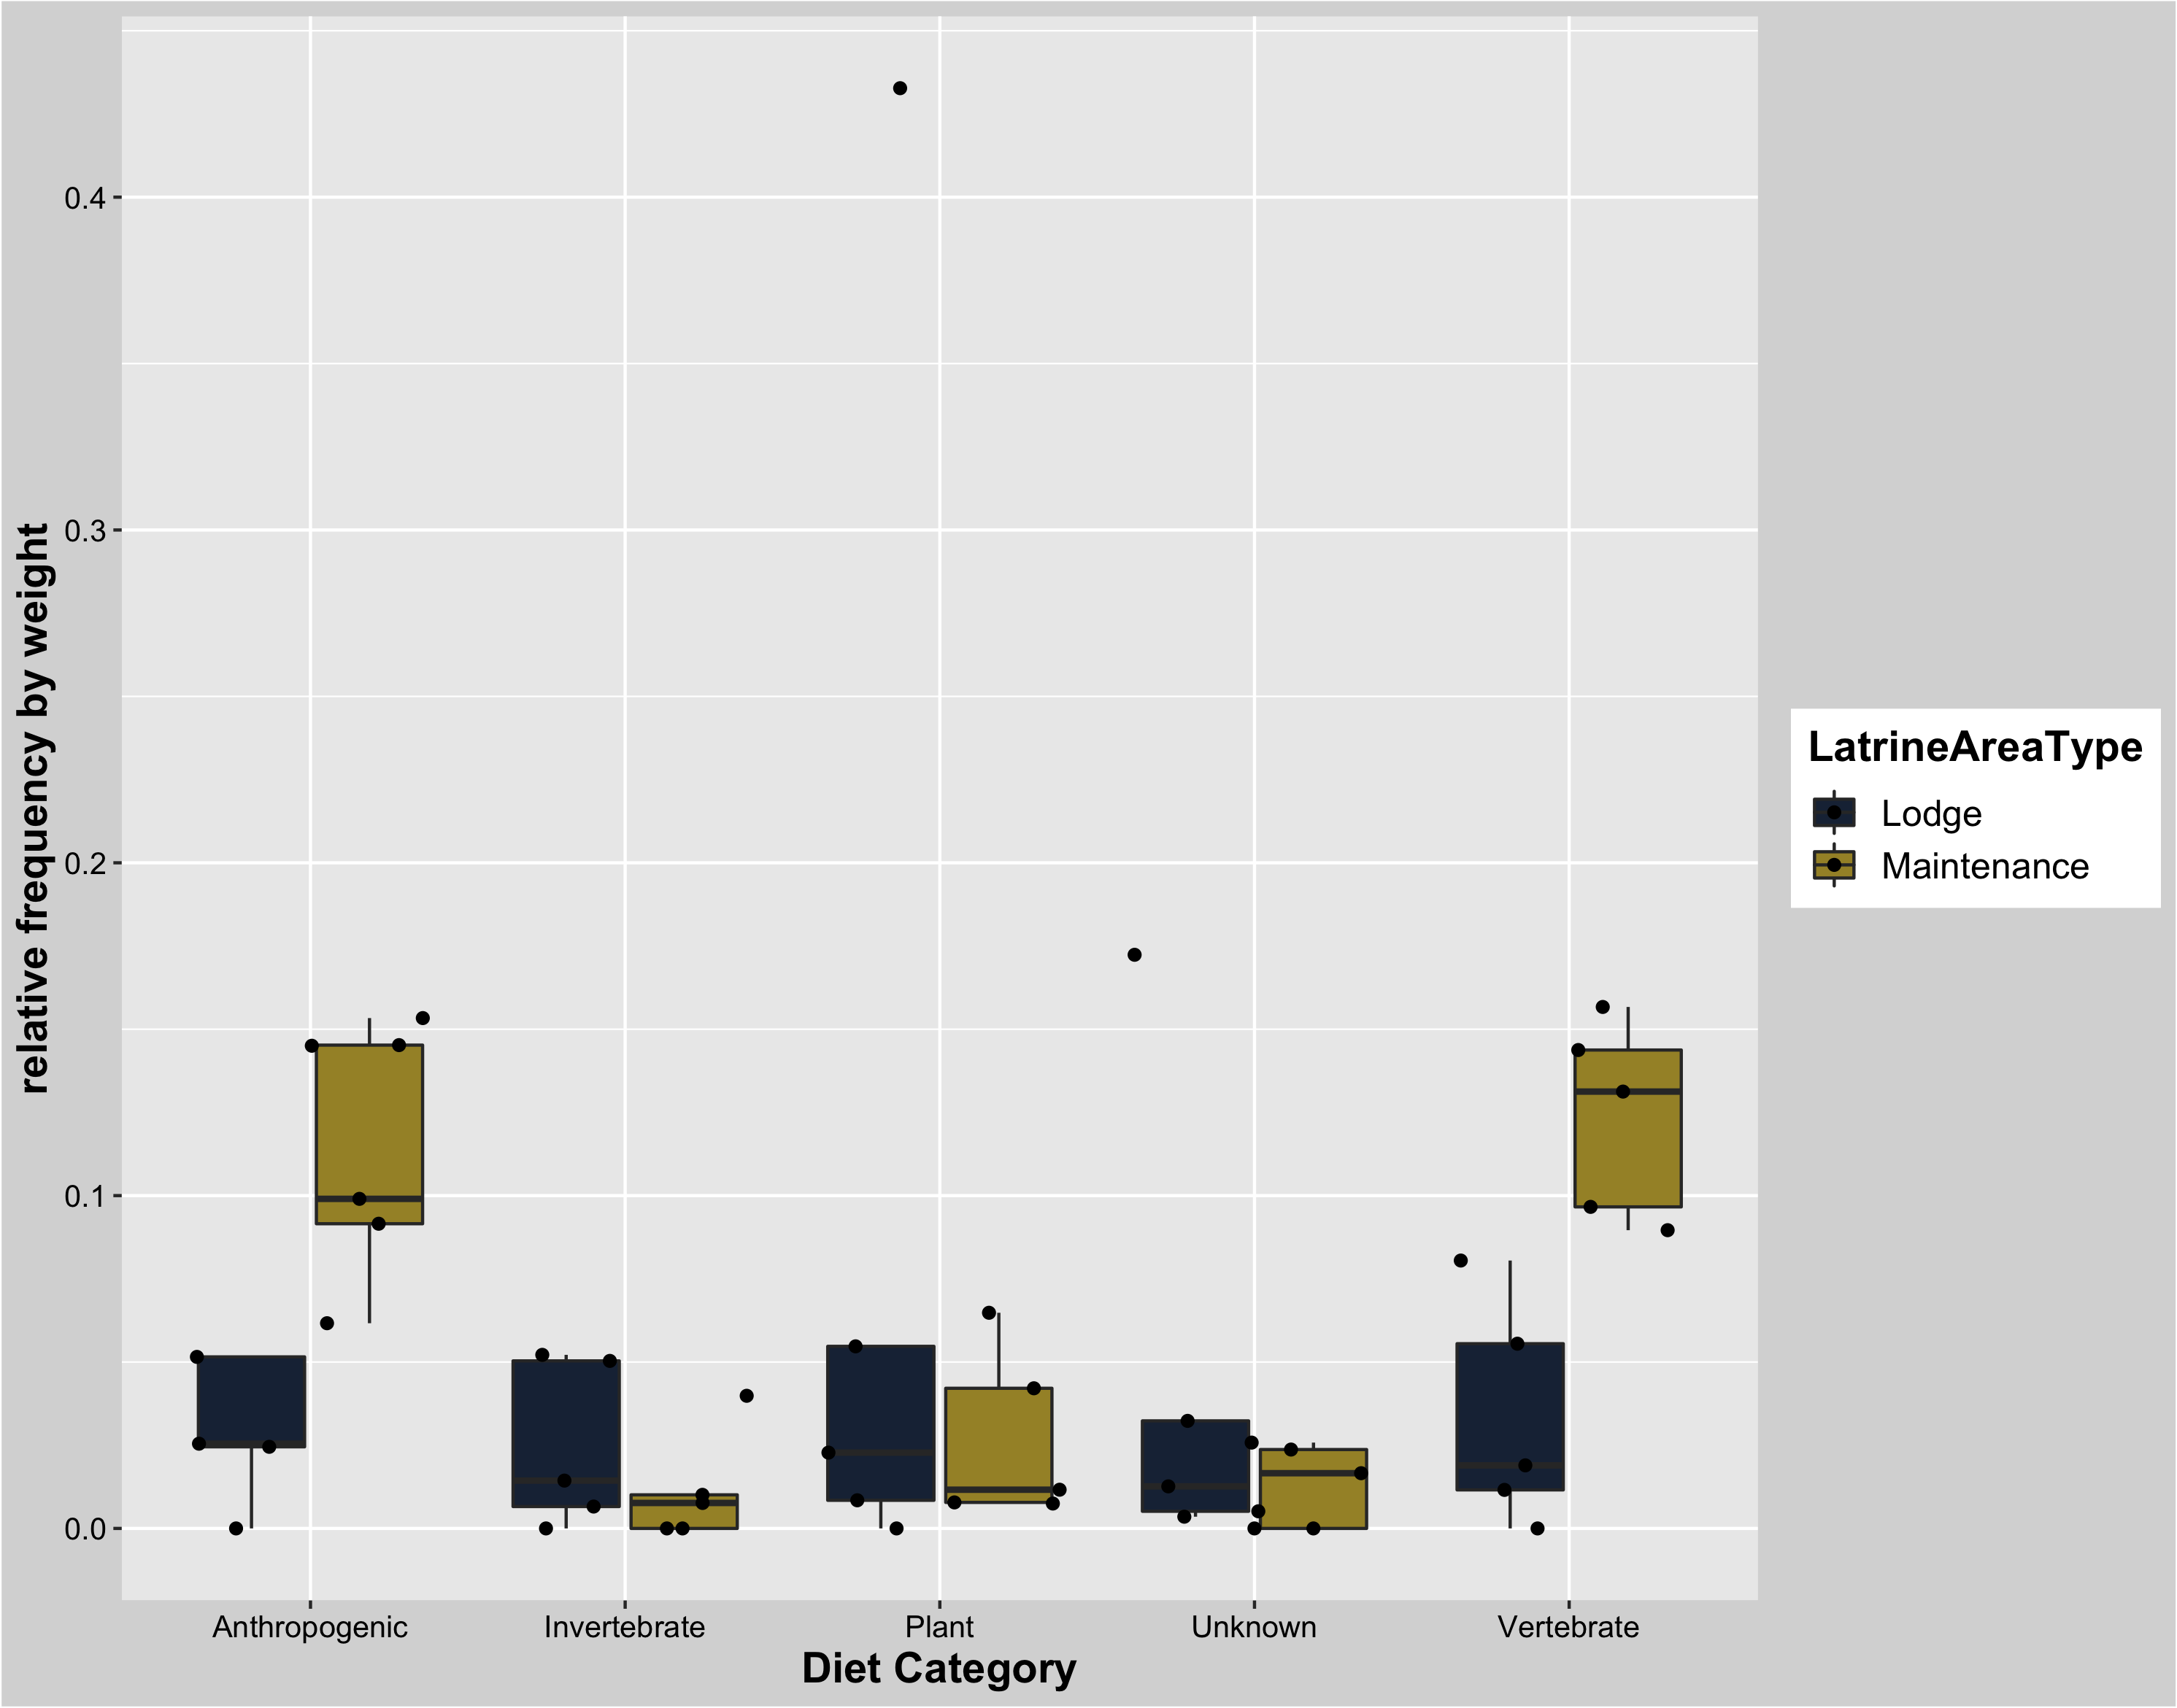 relative frequency by weight
0.4
0.3
0.2
0.1
0.0
Anthropogenic Invertebrate Plant Unknown Vertebrate
Diet Category
LatrineAreaType
Lodge
Maintenance